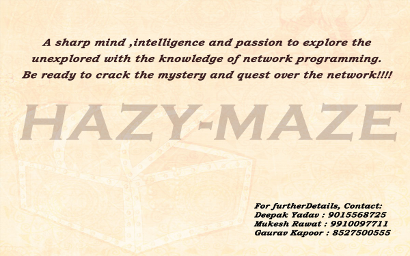 A sharp mind ,intelligence and passion to explore the
unexplored with the knowledge of network programming.
Be ready to crack the mystery and quest over the network!!!!
HAZY-MAZE
For furtherDetails, Contact:
Deepak Yadav : 9015568725
Mukesh Rawat : 9910097711
Gaurav Kapoor : 8527500555